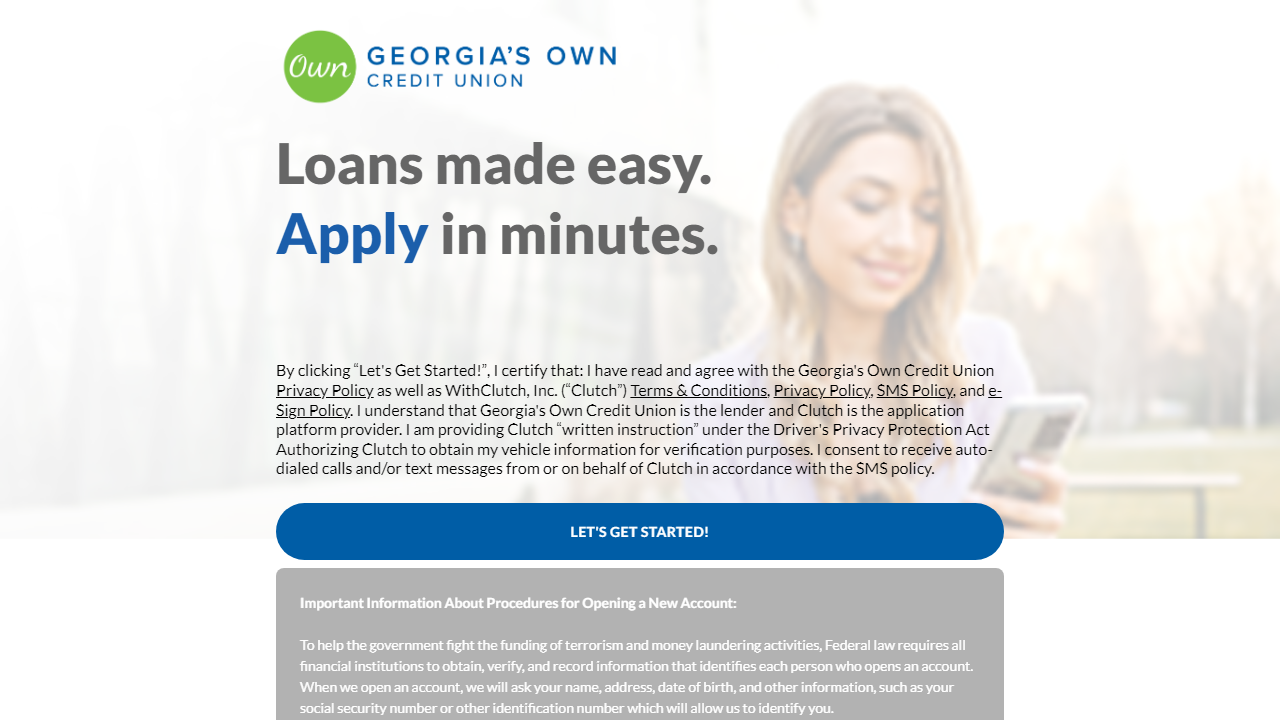 Own
GEORGIA'S OWN
CREDIT UNION
Loans made easy.
Apply in minutes.
By clicking “Let's Get Started!”, I certify that: I have read and agree with the Georgia's Own Credit Union
Privacy Policy as well as WithClutch, Inc. (“Clutch”) Terms & Conditions, Privacy Policy, SMS Policy, and e-
Sign Policy. I understand that Georgia's Own Credit Union is the lender and Clutch is the application
platform provider. I am providing Clutch “written instruction” under the Driver's Privacy Protection Act
Authorizing Clutch to obtain my vehicle information for verification purposes. I consent to receive auto-
dialed calls and/or text messages from or on behalf of Clutch in accordance with the SMS policy.
LET'S GET STARTED!
Important Information About Procedures for Opening a New Account:
To help the government fight the funding of terrorism and money laundering activities, Federal law requires all
financial institutions to obtain, verify, and record information that identifies each person who opens an account.
When we open an account, we will ask your name, address, date of birth, and other information, such as your
social security number or other identification number which will allow us to identify you.